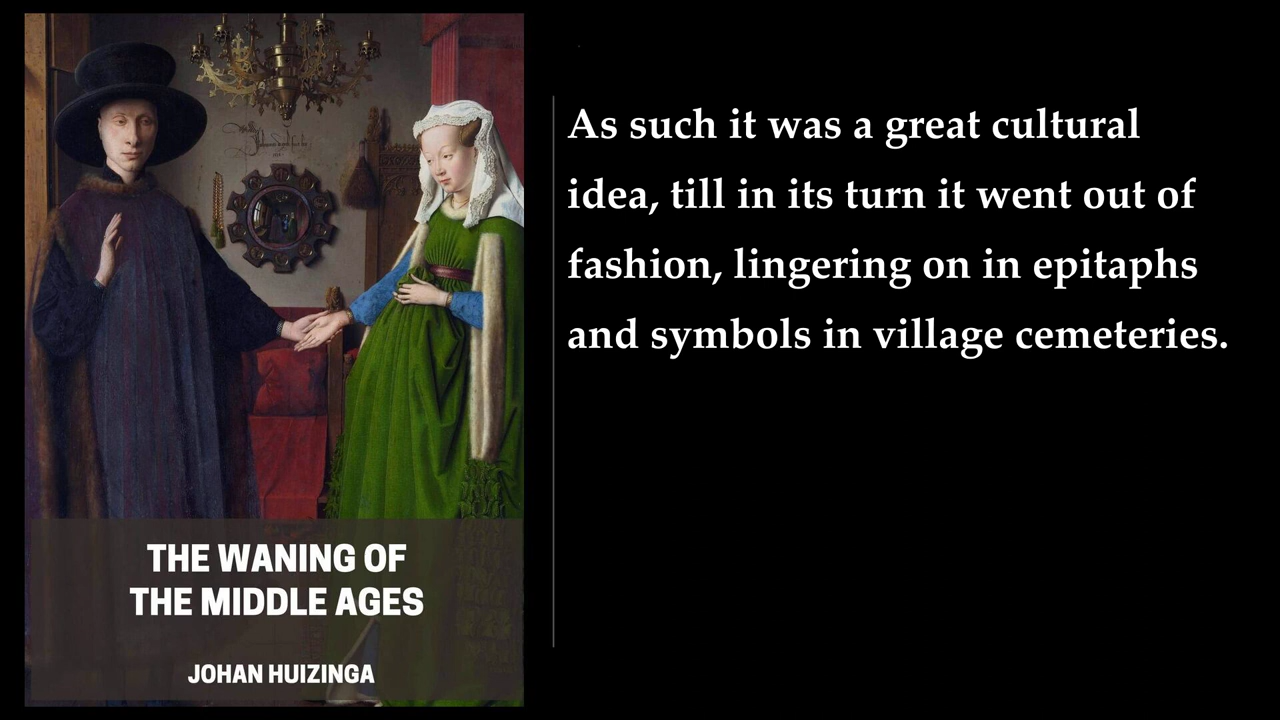 As such it was a great cultural
idea, till in its turn it went out of
fashion, lingering on in epitaphs
and symbols in village cemeteries.
THE WANING OF
THE MIDDLE AGES
JOHAN HUIZINGA